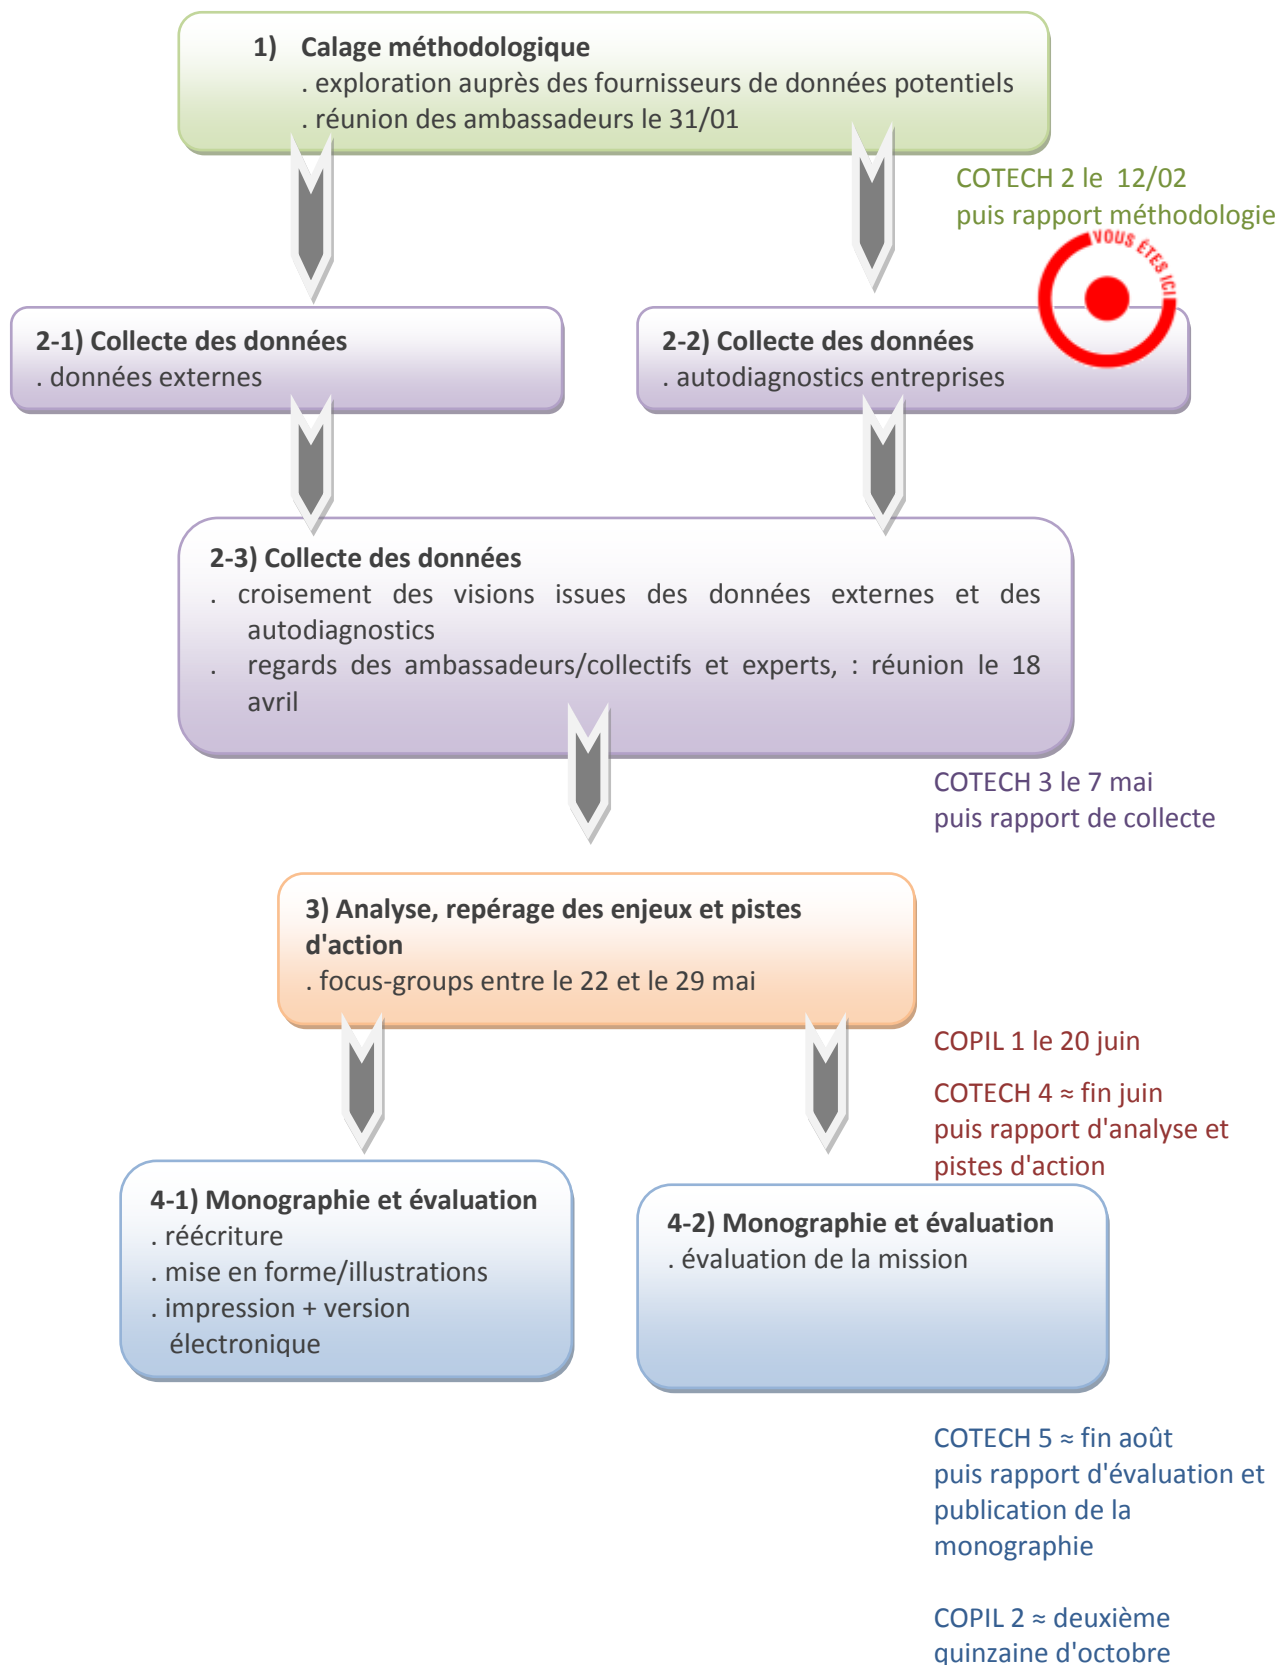 1) Calage méthodologique
. exploration auprès des fournisseurs de données potentiels
. réunion des ambassadeurs le 31/01
COTECH 2 le 12/02
puis rapport méthodologie
VOUS ÊTES ICI
2-1) Collecte des données
. données externes
2-2) Collecte des données
. autodiagnostics entreprises
2-3) Collecte des données
. croisement des visions issues des données externes et des
autodiagnostics
. regards des ambassadeurs/collectifs et experts, : réunion le 18
avril
COTECH 3 le 7 mai
puis rapport de collecte
3) Analyse, repérage des enjeux et pistes
d'action
. focus-groups entre le 22 et le 29 mai
COPIL 1 le 20 juin
COTECH 4 ≈ fin juin
puis rapport d'analyse et
pistes d'action
4-1) Monographie et évaluation
. réécriture
. mise en forme/illustrations
. impression + version
électronique
4-2) Monographie et évaluation
. évaluation de la mission
COTECH 5 ≈ fin août
puis rapport d'évaluation et
publication de la
monographie
COPIL 2 ≈ deuxième
quinzaine d'octobre